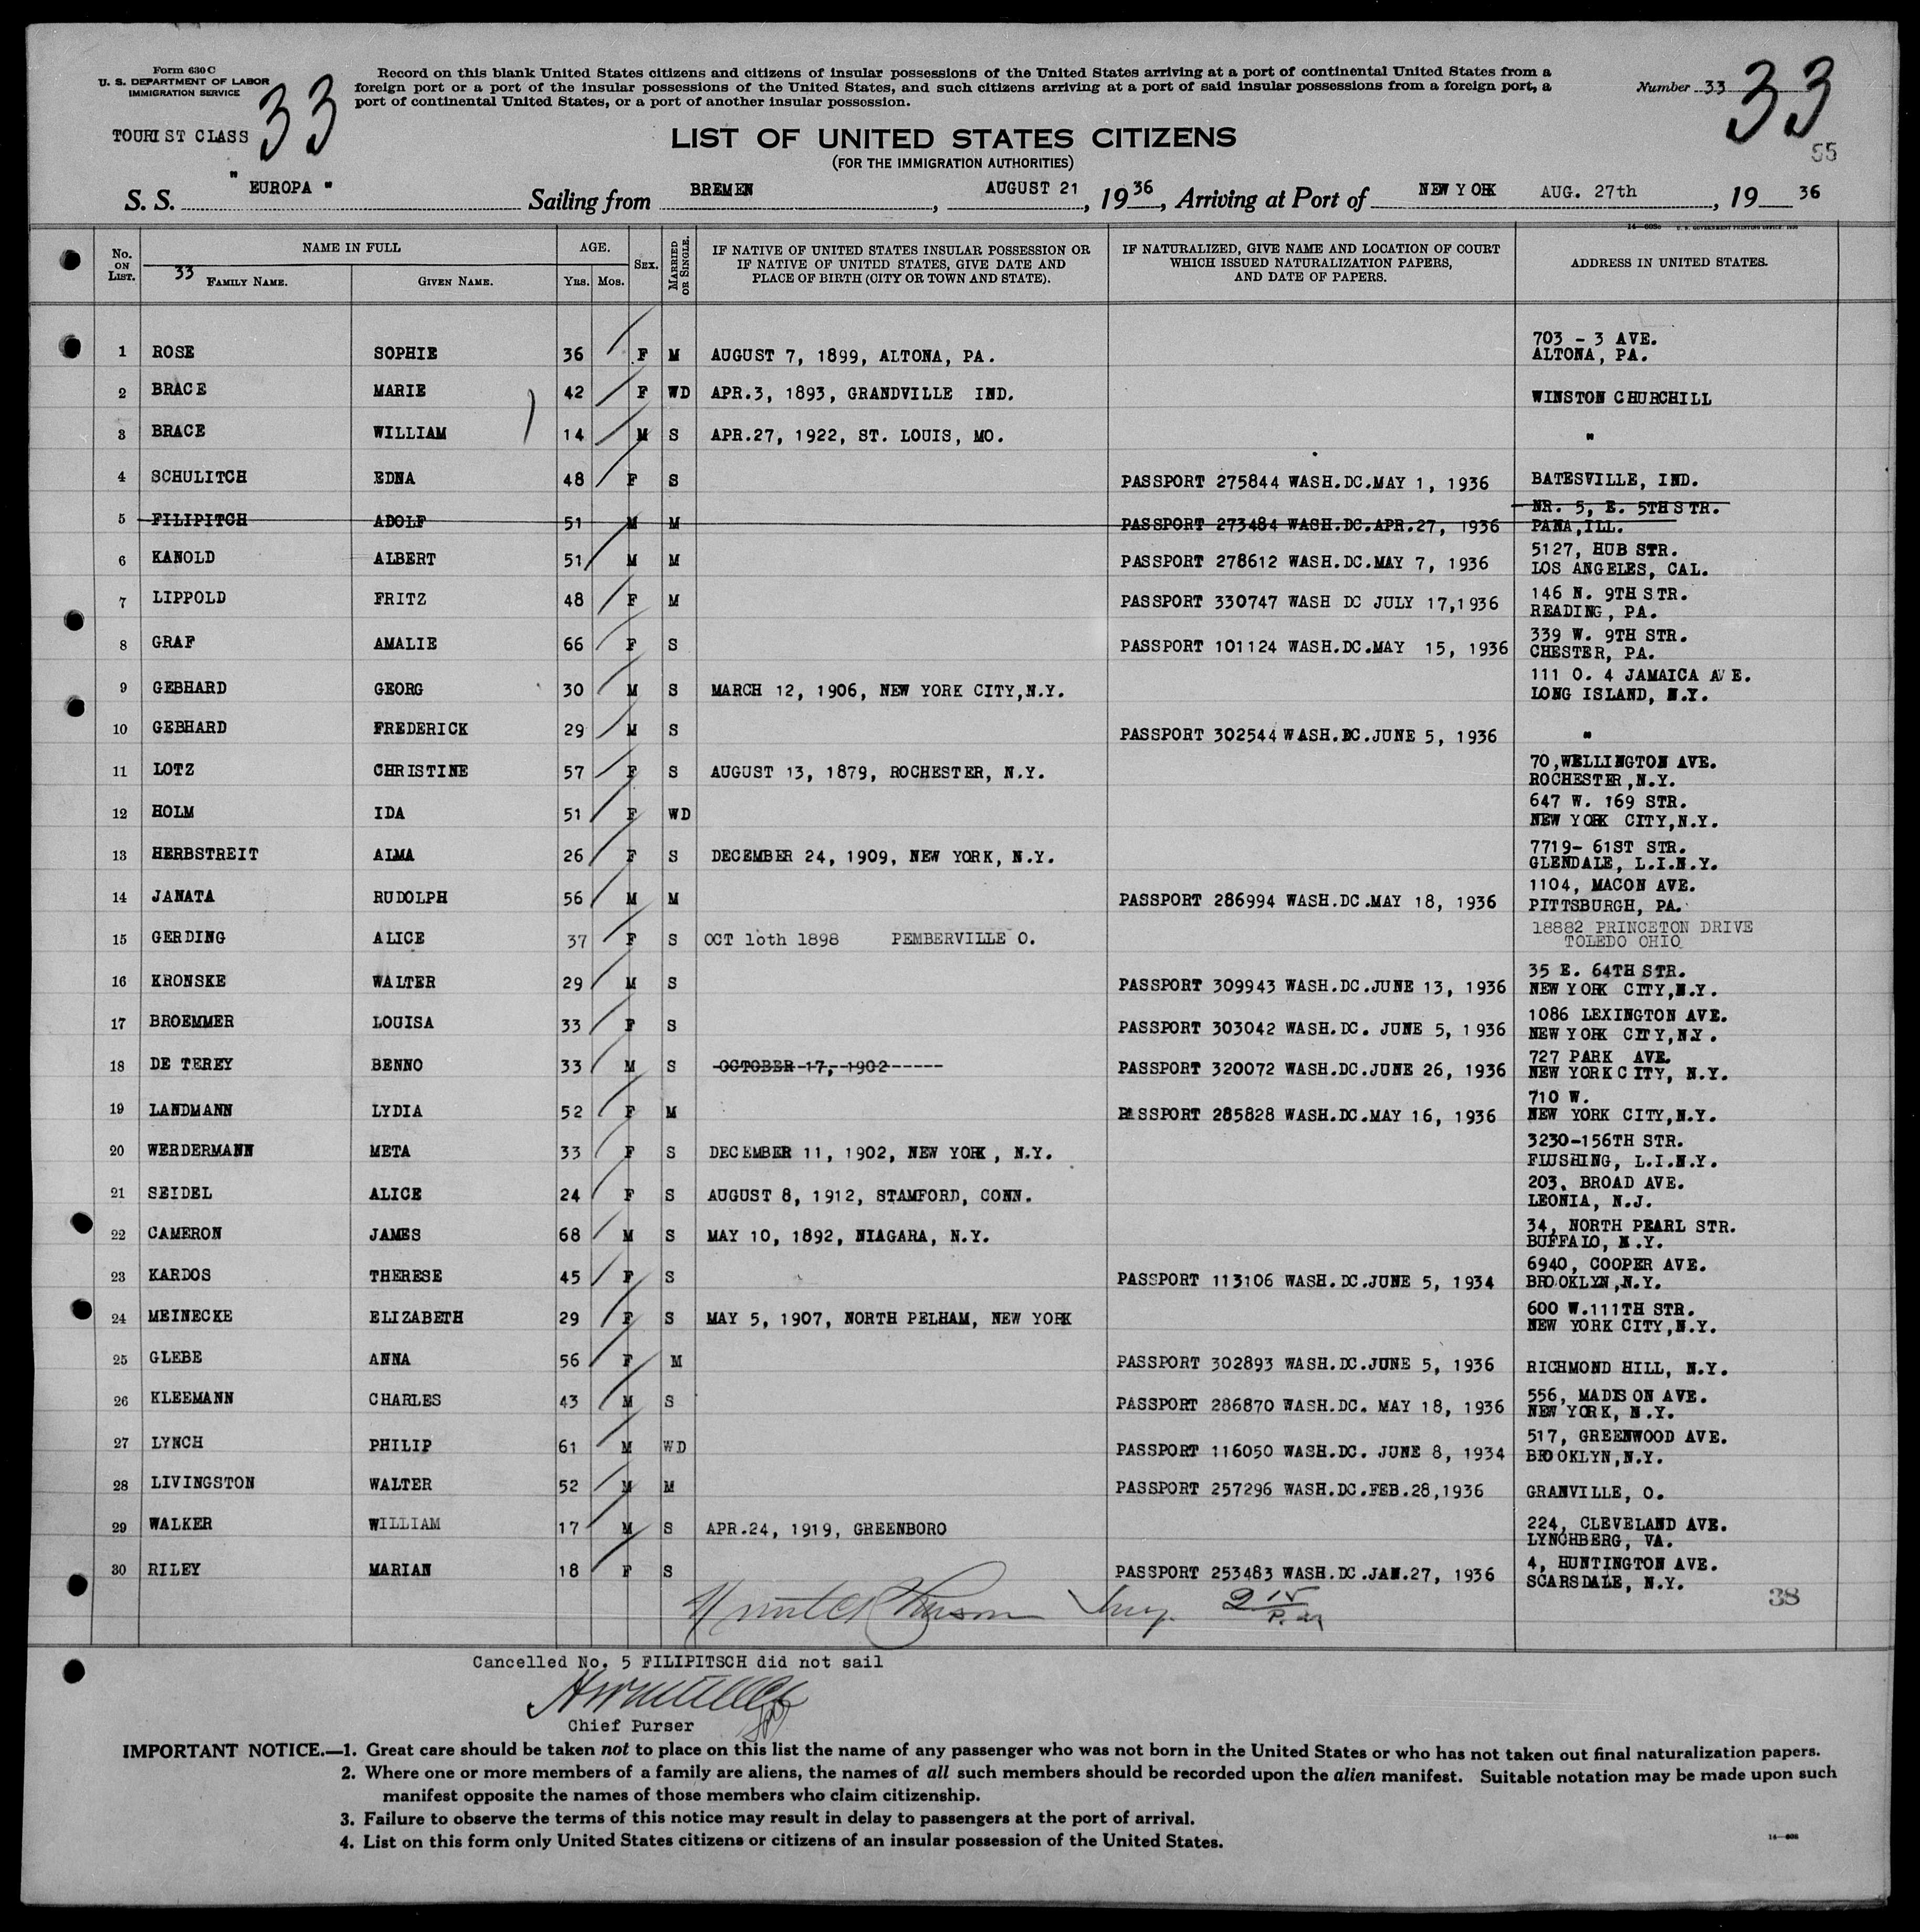 Form 630 C
U. S. DEPARTMENT OF LABOR
IMMIGRATION SERVICE
33
TOURIST CLASS
Record on this blank United States citizens and citizens of insular possessions of the United States arriving at a port of continental United States from a
foreign port or a port of the insular possessions of the United States, and such citizens arriving at a port of said insular possessions from a foreign port, a
port of continental United States, or a port of another insular possession.
Number 33
33
55
LIST OF UNITED STATES CITIZENS
(FOR THE IMMIGRATION AUTHORITIES)
S. S. " EUROPA " Sailing from BREMEN, AUGUST 21, 1936, Arriving at Port of NEW YORK AUG. 27th, 19 36
No. ON LIST. NAME IN FULL AGE. SEX. MARRIED OR SINGLE. IF NATIVE OF UNITED STATES INSULAR POSSESSION OR IF NATIVE OF UNITED STATES, GIVE DATE AND PLACE OF BIRTH (CITY OR TOWN AND STATE). IF NATURALIZED, GIVE NAME AND LOCATION OF COURT WHICH ISSUED NATURALIZATION PAPERS, AND DATE OF PAPERS. ADDRESS IN UNITED STATES.
33 FAMILY NAME. GIVEN NAME. YRS. MOS.
1 ROSE SOPHIE 36 F M AUGUST 7, 1899, ALTONA, PA. 703 - 3 AVE. ALTONA, PA.
2 BRACE MARIE 42 F WD APR.3, 1893, GRANDVILLE IND. WINSTON CHURCHILL
3 BRACE WILLIAM 14 M S APR.27, 1922, ST. LOUIS, MO. "
4 SCHULITCH EDNA 48 F S PASSPORT 275844 WASH.DC.MAY 1, 1936 BATESVILLE, IND.
5 FILIPITCH ADOLF 51 M M PASSPORT 273484 WASH.DC.APR.27, 1936 NR. 5, E. 5TH STR. PANA, ILL.
6 KANOLD ALBERT 51 M M PASSPORT 278612 WASH.DC.MAY 7, 1936 5127, HUB STR. LOS ANGELES, CAL.
7 LIPPOLD FRITZ 48 F M PASSPORT 330747 WASH DC JULY 17,1936 146 N. 9TH STR. READING, PA.
8 GRAF AMALIE 66 F S PASSPORT 101124 WASH.DC.MAY 15, 1936 339 W. 9TH STR. CHESTER, PA.
9 GEBHARD GEORG 30 M S MARCH 12, 1906, NEW YORK CITY,N.Y. 111 O. 4 JAMAICA AVE. LONG ISLAND, N.Y.
10 GEBHARD FREDERICK 29 M S PASSPORT 302544 WASH.DC.JUNE 5, 1936 "
11 LOTZ CHRISTINE 57 F S AUGUST 13, 1879, ROCHESTER, N.Y. 70,WELLINGTON AVE. ROCHESTER,N.Y.
12 HOLM IDA 51 F WD 647 W. 169 STR. NEW YORK CITY,N.Y.
13 HERBSTREIT ALMA 26 F S DECEMBER 24, 1909, NEW YORK, N.Y. 7719- 61ST STR. GLENDALE, L.I.N.Y.
14 JANATA RUDOLPH 56 M M PASSPORT 286994 WASH.DC.MAY 18, 1936 1104, MACON AVE. PITTSBURGH, PA.
15 GERDING ALICE 37 F S OCT 10th 1898 PEMBERVILLE O. 18882 PRINCETON DRIVE TOLEDO OHIO
16 KRONSKE WALTER 29 M S PASSPORT 309943 WASH.DC.JUNE 13, 1936 35 E. 64TH STR. NEW YORK CITY,N.Y.
17 BROEMMER LOUISA 33 F S PASSPORT 303042 WASH.DC. JUNE 5, 1936 1086 LEXINGTON AVE. NEW YORK CITY,N.Y.
18 DE TEREY BENNO 33 M S OCTOBER 17, 1902------ PASSPORT 320072 WASH.DC.JUNE 26, 1936 727 PARK AVE. NEW YORK CITY, N.Y.
19 LANDMANN LYDIA 52 F M PASSPORT 285828 WASH.DC.MAY 16, 1936 710 W. NEW YORK CITY,N.Y.
20 WERDERMANN META 33 F S DECEMBER 11, 1902, NEW YORK, N.Y. 3230-156TH STR. FLUSHING, L.I.N.Y.
21 SEIDEL ALICE 24 F S AUGUST 8, 1912, STAMFORD, CONN. 203. BROAD AVE. LEONIA, N.J.
22 CAMERON JAMES 68 M S MAY 10, 1892, NIAGARA, N.Y. 34, NORTH PEARL STR. BUFFALO, N.Y.
23 KARDOS THERESE 45 F S PASSPORT 113106 WASH.DC.JUNE 5, 1934 6940, COOPER AVE. BROOKLYN,N.Y.
24 MEINECKE ELIZABETH 29 F S MAY 5, 1907, NORTH PELHAM, NEW YORK 600 W.111TH STR. NEW YORK CITY,N.Y.
25 GLEBE ANNA 56 F M PASSPORT 302893 WASH.DC.JUNE 5, 1936 RICHMOND HILL, N.Y.
26 KLEEMANN CHARLES 43 M S PASSPORT 286870 WASH.DC. MAY 18, 1936 556, MADISON AVE. NEW YORK, N.Y.
27 LYNCH PHILIP 61 M WD PASSPORT 116050 WASH.DC. JUNE 8, 1934 517, GREENWOOD AVE. BROOKLYN,N.Y.
28 LIVINGSTON WALTER 52 M M PASSPORT 257296 WASH.DC.FEB.28,1936 GRANVILLE, O.
29 WALKER WILLIAM 17 M S APR.24, 1919, GREENBORO 224, CLEVELAND AVE. LYNCHBERG, VA.
30 RILEY MARIAN 18 F S PASSPORT 253483 WASH.DC.JAN.27, 1936 4, HUNTINGTON AVE. SCARSDALE, N.Y.
2 15 P.M
38
Cancelled No. 5 FILIPITSCH did not sail
Chief Purser
IMPORTANT NOTICE.—1. Great care should be taken not to place on this list the name of any passenger who was not born in the United States or who has not taken out final naturalization papers.
2. Where one or more members of a family are aliens, the names of all such members should be recorded upon the alien manifest. Suitable notation may be made upon such
manifest opposite the names of those members who claim citizenship.
3. Failure to observe the terms of this notice may result in delay to passengers at the port of arrival.
4. List on this form only United States citizens or citizens of an insular possession of the United States.